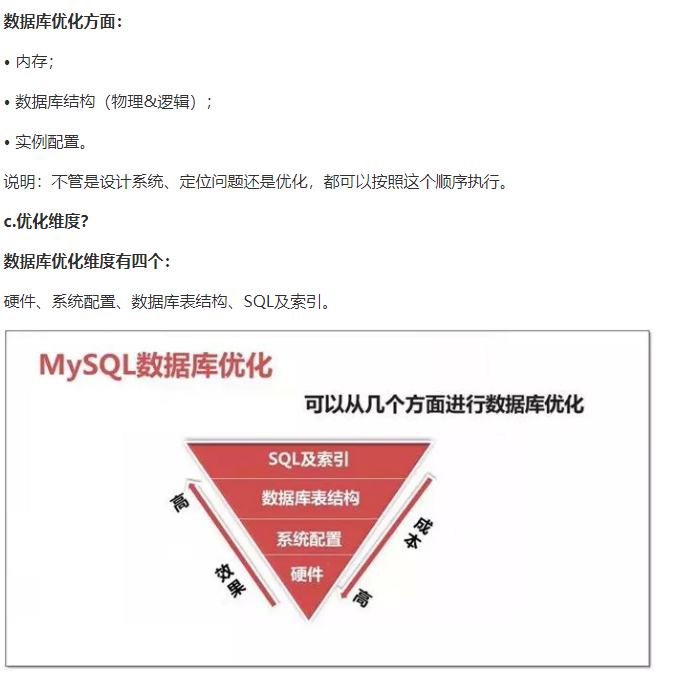 数据库优化方面：
• 内存；
• 数据库结构（物理&逻辑）；
• 实例配置。
说明：不管是设计系统、定位问题还是优化，都可以按照这个顺序执行。
c.优化维度？
数据库优化维度有四个：
硬件、系统配置、数据库表结构、SQL及索引。
MySQL数据库优化
可以从几个方面进行数据库优化
SQL及索引
数据库表结构
系统配置
硬件
高
效果
成本
高